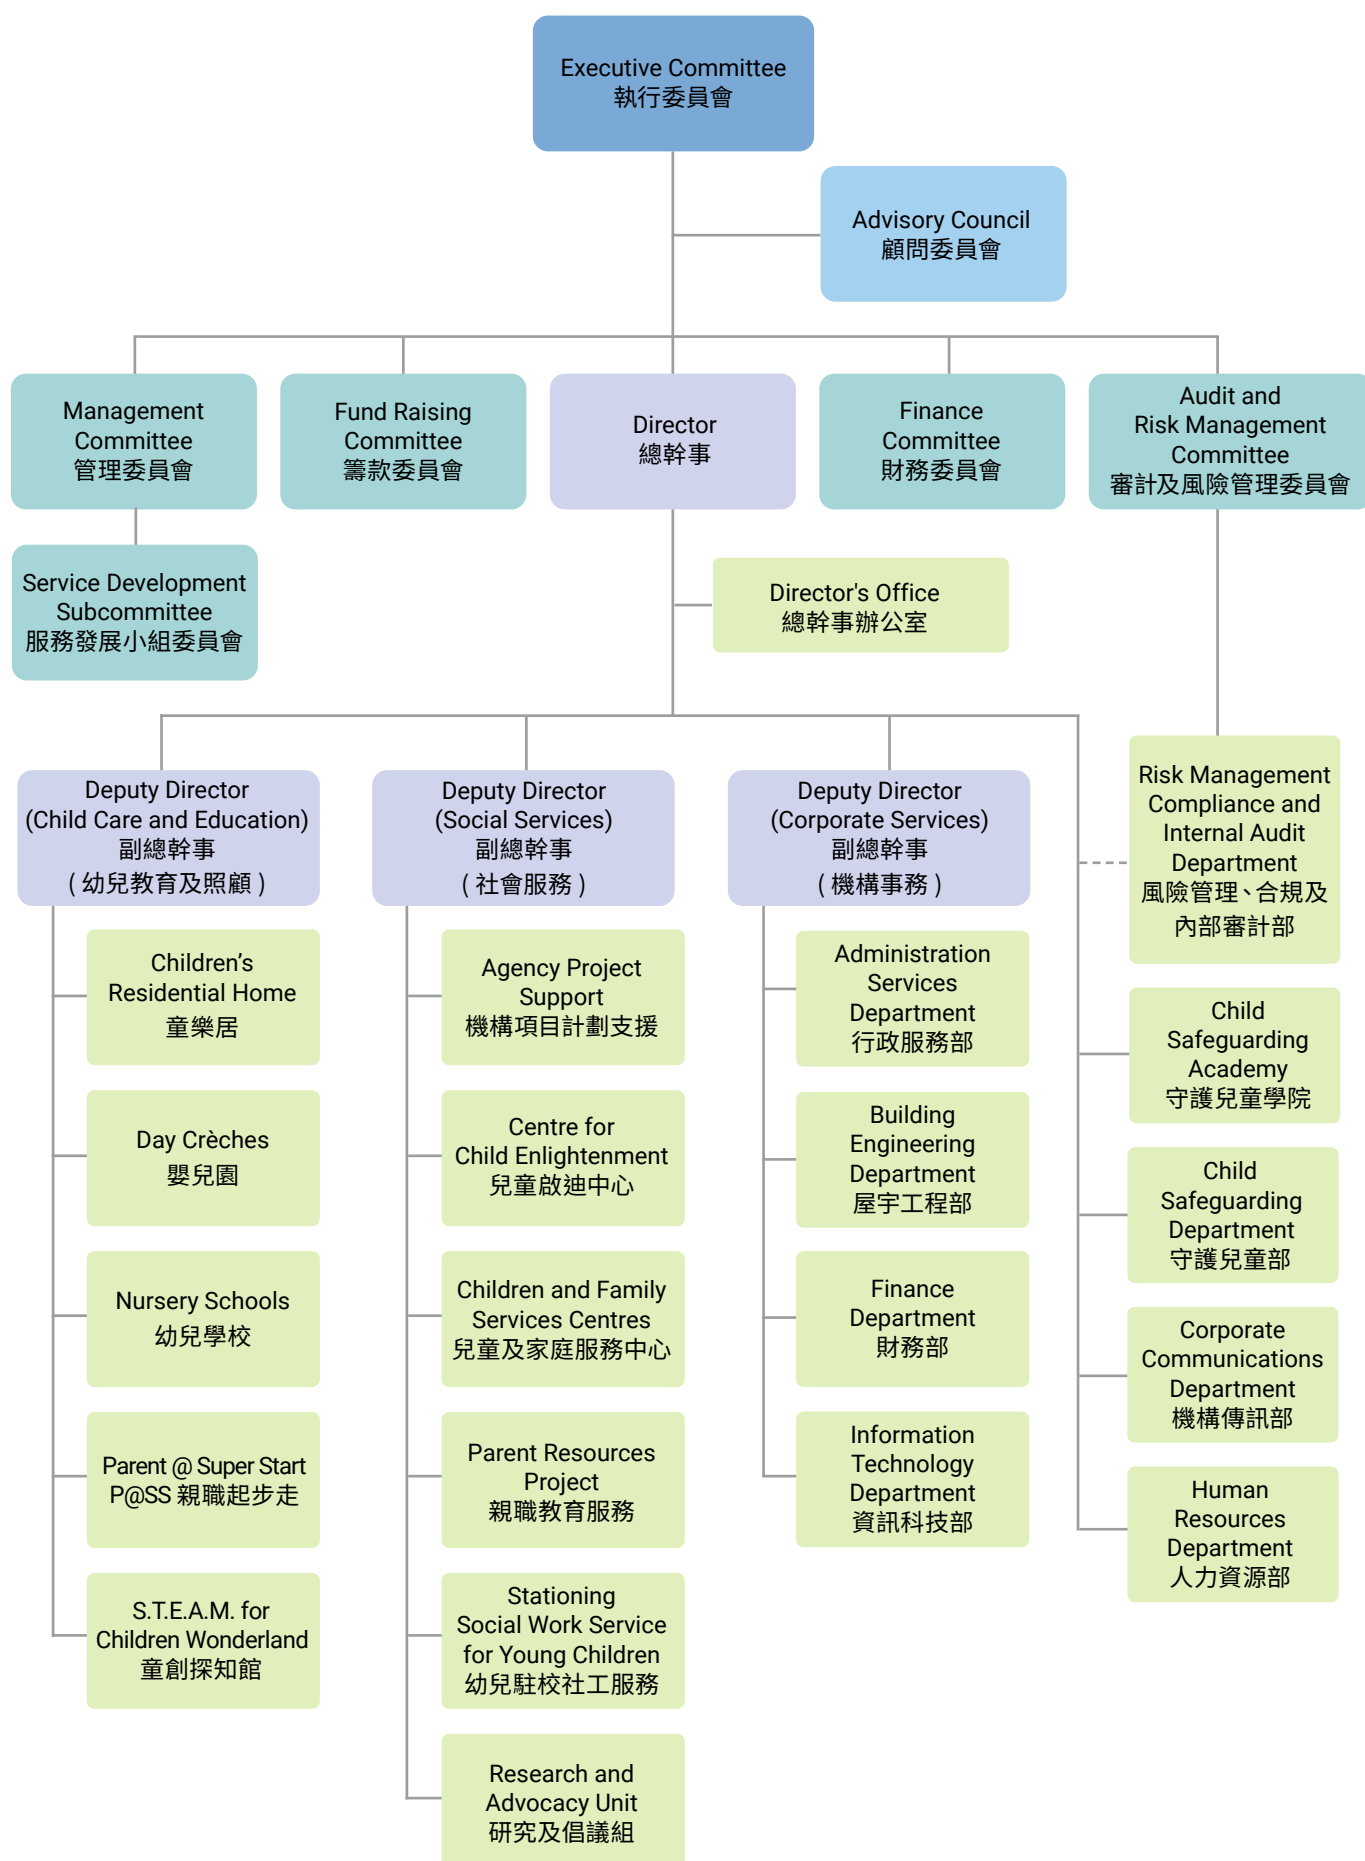 Executive Committee
執行委員會
Advisory Council
顧問委員會
Management
Committee
管理委員會
Fund Raising
Committee
籌款委員會
Director
總幹事
Finance
Committee
財務委員會
Audit and
Risk Management
Committee
審計及風險管理委員會
Service Development
Subcommittee
服務發展小組委員會
Director's Office
總幹事辦公室
Deputy Director
(Child Care and Education)
副總幹事
( 幼兒教育及照顧 )
Children’s
Residential Home
童樂居
Day Crèches
嬰兒園
Nursery Schools
幼兒學校
Parent @ Super Start
P@SS 親職起步走
S.T.E.A.M. for
Children Wonderland
童創探知館
Deputy Director
(Social Services)
副總幹事
( 社會服務 )
Agency Project
Support
機構項目計劃支援
Centre for
Child Enlightenment
兒童啟迪中心
Children and Family
Services Centres
兒童及家庭服務中心
Parent Resources
Project
親職教育服務
Stationing
Social Work Service
for Young Children
幼兒駐校社工服務
Research and
Advocacy Unit
研究及倡議組
Deputy Director
(Corporate Services)
副總幹事
( 機構事務 )
Administration
Services
Department
行政服務部
Building
Engineering
Department
屋宇工程部
Finance
Department
財務部
Information
Technology
Department
資訊科技部
Risk Management
Compliance and
Internal Audit
Department
風險管理、合規及
內部審計部
Child
Safeguarding
Academy
守護兒童學院
Child
Safeguarding
Department
守護兒童部
Corporate
Communications
Department
機構傳訊部
Human
Resources
Department
人力資源部